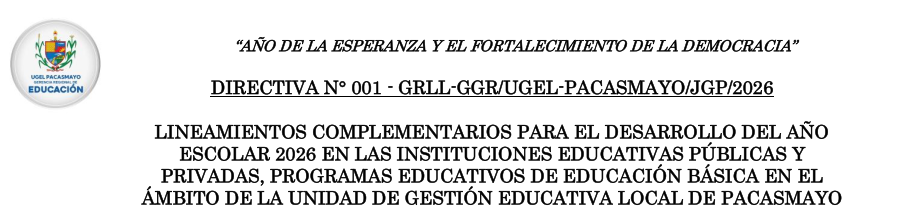 “AÑO DE LA ESPERANZA Y EL FORTALECIMIENTO DE LA DEMOCRACIA”
UGEL PACASMAYO
GERENCIA REGIONAL DE
EDUCACIÓN
DIRECTIVA N° 001 - GRLL-GGR/UGEL-PACASMAYO/JGP/2026
LINEAMIENTOS COMPLEMENTARIOS PARA EL DESARROLLO DEL AÑO
ESCOLAR 2026 EN LAS INSTITUCIONES EDUCATIVAS PÚBLICAS Y
PRIVADAS, PROGRAMAS EDUCATIVOS DE EDUCACIÓN BÁSICA EN EL
ÁMBITO DE LA UNIDAD DE GESTIÓN EDUCATIVA LOCAL DE PACASMAYO